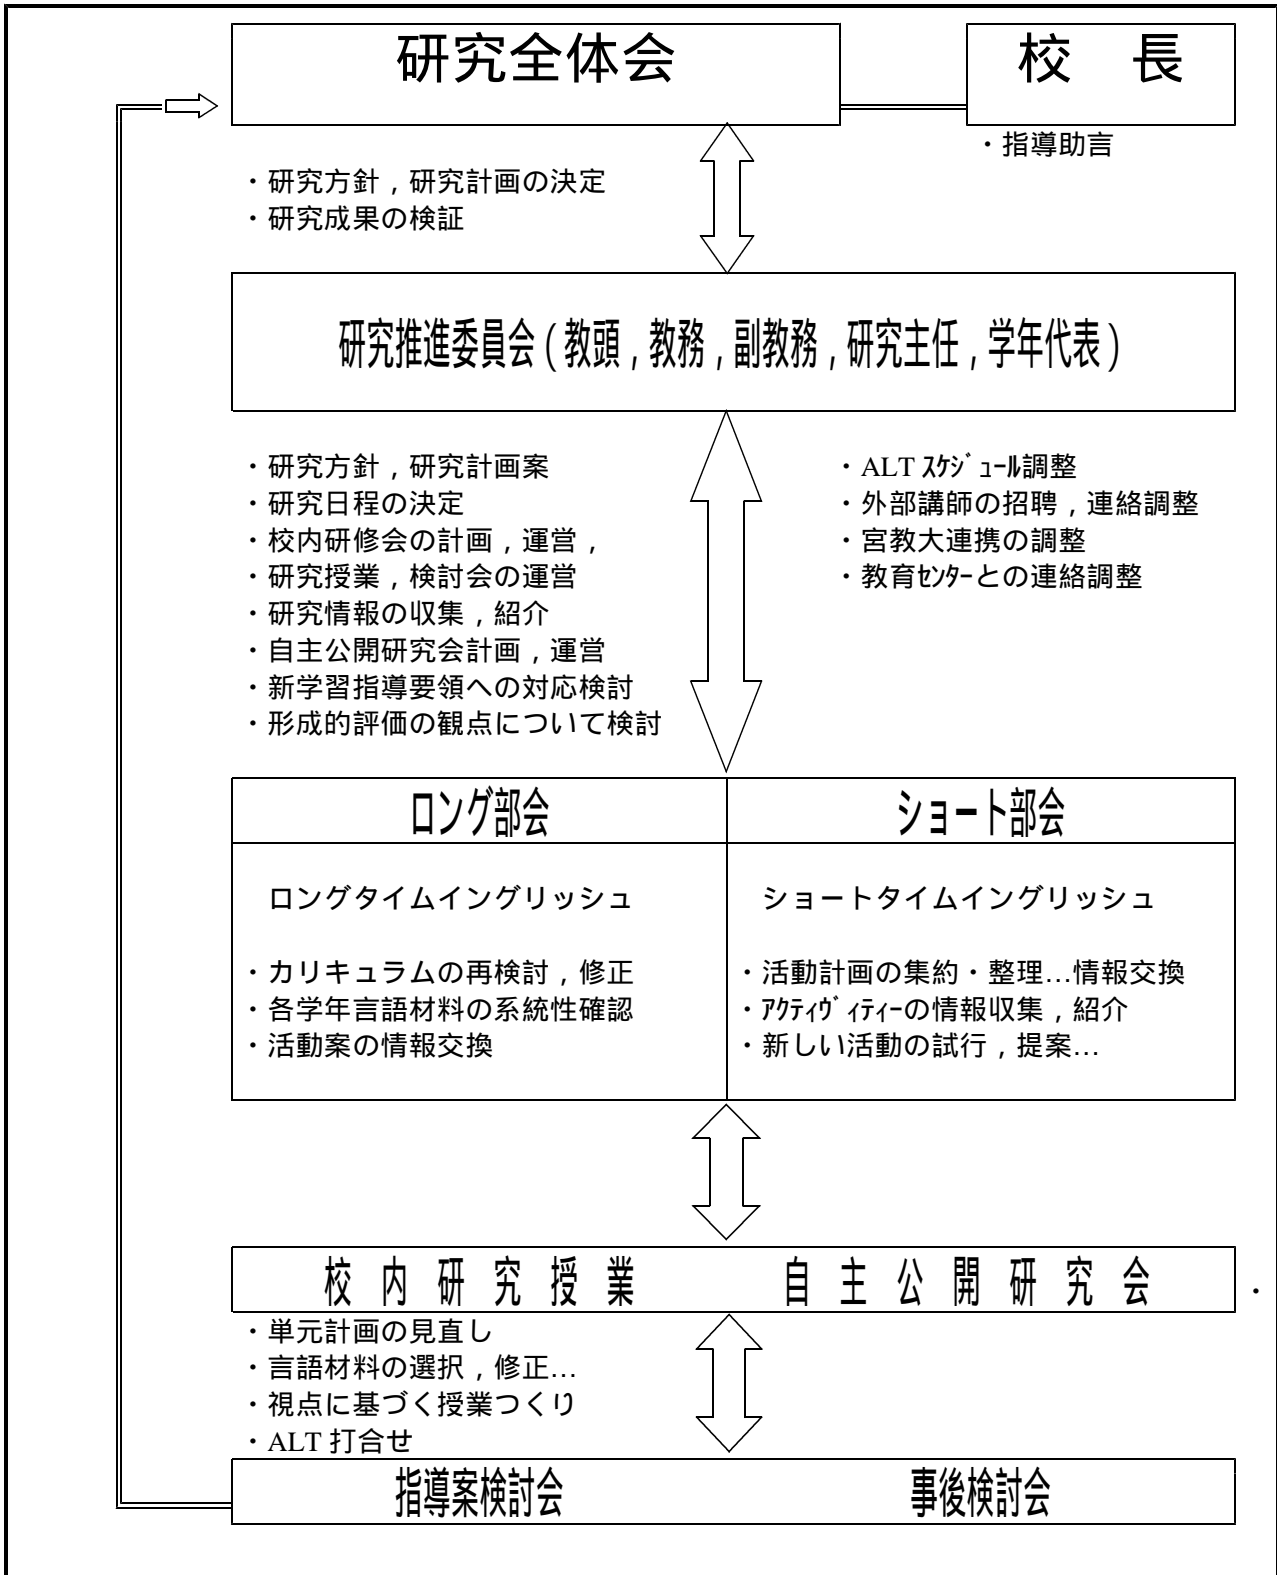 研究全体会
校　長
・指導助言
・研究方針，研究計画の決定
・研究成果の検証
研究推進委員会（教頭，教務，副教務，研究主任，学年代表）
・研究方針，研究計画案
・研究日程の決定
・校内研修会の計画，運営，
・研究授業，検討会の運営
・研究情報の収集，紹介
・自主公開研究会計画，運営
・新学習指導要領への対応検討
・形成的評価の観点について検討
・ALT ｽｹｼﾞｭｰﾙ調整
・外部講師の招聘，連絡調整
・宮教大連携の調整
・教育ｾﾝﾀｰとの連絡調整
ロング部会
ロングタイムイングリッシュ
・カリキュラムの再検討，修正
・各学年言語材料の系統性確認
・活動案の情報交換
ショート部会
ショートタイムイングリッシュ
・活動計画の集約・整理…情報交換
・ｱｸﾃｨｳﾞｨﾃｨｰの情報収集，紹介
・新しい活動の試行，提案…
校 内 研 究 授 業　　自 主 公 開 研 究 会　・
・単元計画の見直し
・言語材料の選択，修正…
・視点に基づく授業つくり
・ALT 打合せ
指導案検討会　　事後検討会